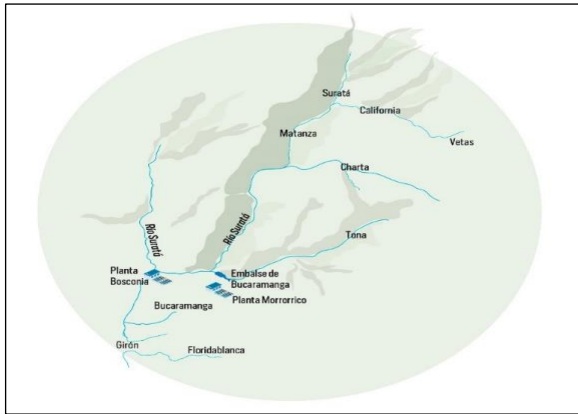 Suratá
California
Matanza
Vetas
Charta
Río Suratá
Río Suratá
Tona
Planta
Bosconia
Embalse de
Bucaramanga
Planta Morrorrico
Bucaramanga
Girón
Floridablanca